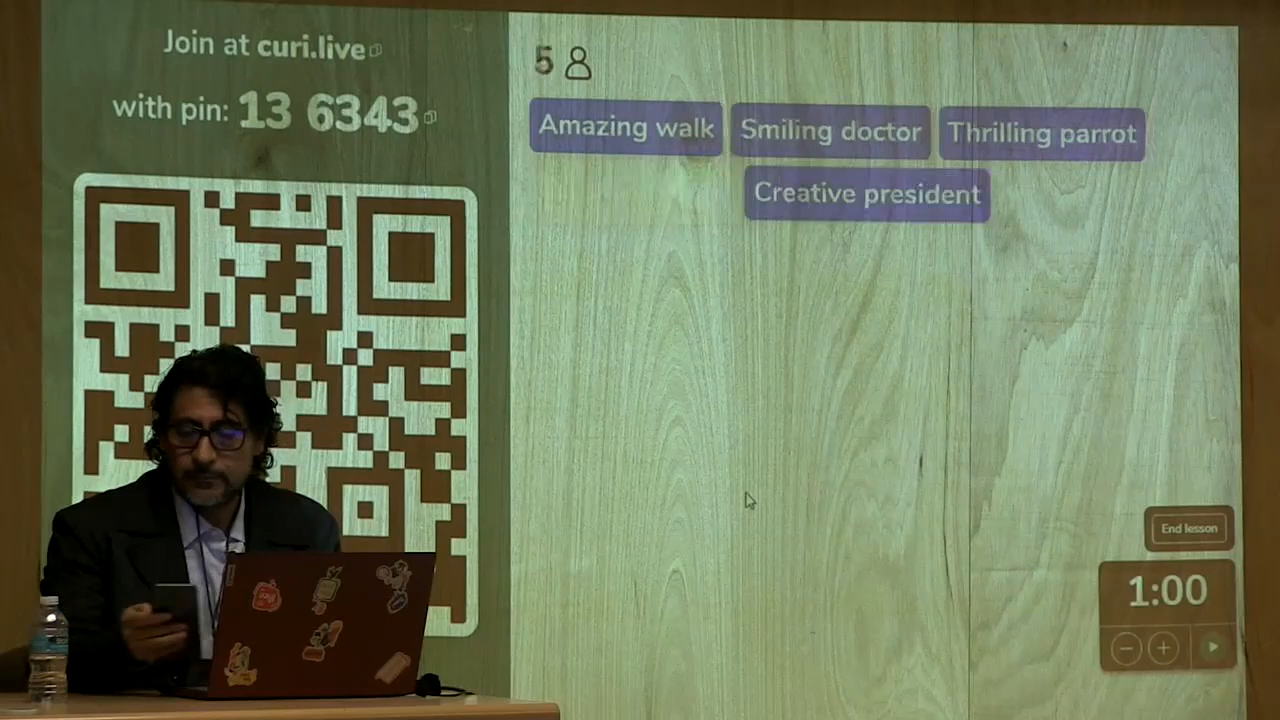 Join at curi.live
with pin: 13 6343
5
Amazing walk
Smiling doctor
Thrilling parrot
Creative president
End lesson
1:00